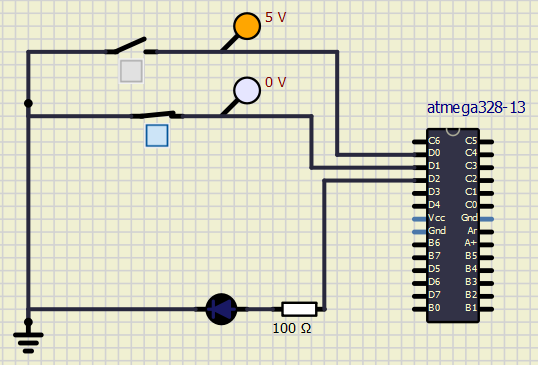 5 V
0 V
atmega328-13
C6 C5
D0 C4
D1 C3
D2 C2
D3 C1
D4 C0
Vcc Gnd
Gnd Ar
B6 A+
B7 B5
D5 B4
D6 B3
D7 B2
B0 B1
100 Ω